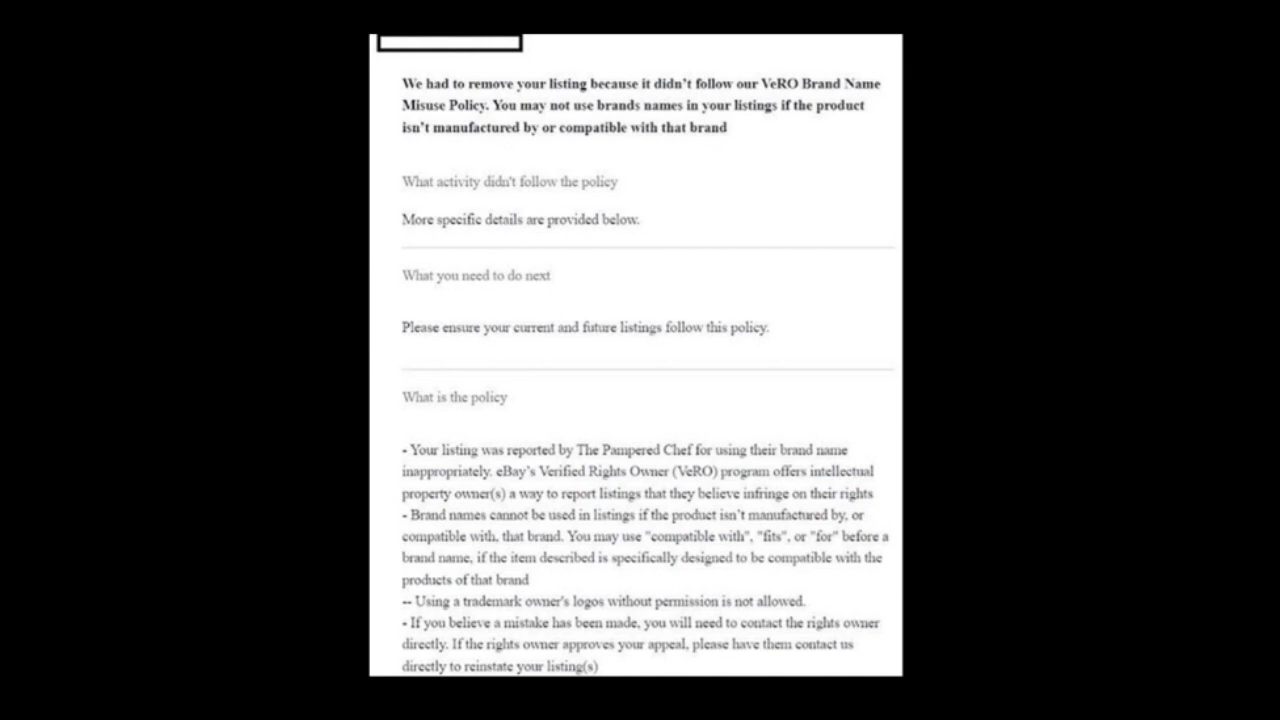 We had to remove your listing because it didn't follow our VeRO Brand Name
Misuse Policy. You may not use brands names in your listings if the product
isn't manufactured by or compatible with that brand
What activity didn't follow the policy
More specific details are provided below.
What you need to do next
Please ensure your current and future listings follow this policy.
What is the policy
- Your listing was reported by The Pampered Chef for using their brand name
inappropriately. eBay's Verified Rights Owner (VeRO) program offers intellectual
property owner(s) a way to report listings that they believe infringe on their rights
- Brand names cannot be used in listings if the product isn't manufactured by, or
compatible with, that brand. You may use "compatible with", "fits", or "for" before a
brand name, if the item described is specifically designed to be compatible with the
products of that brand
-- Using a trademark owner's logos without permission is not allowed.
- If you believe a mistake has been made, you will need to contact the rights owner
directly. If the rights owner approves your appeal, please have them contact us
directly to reinstate your listing(s)